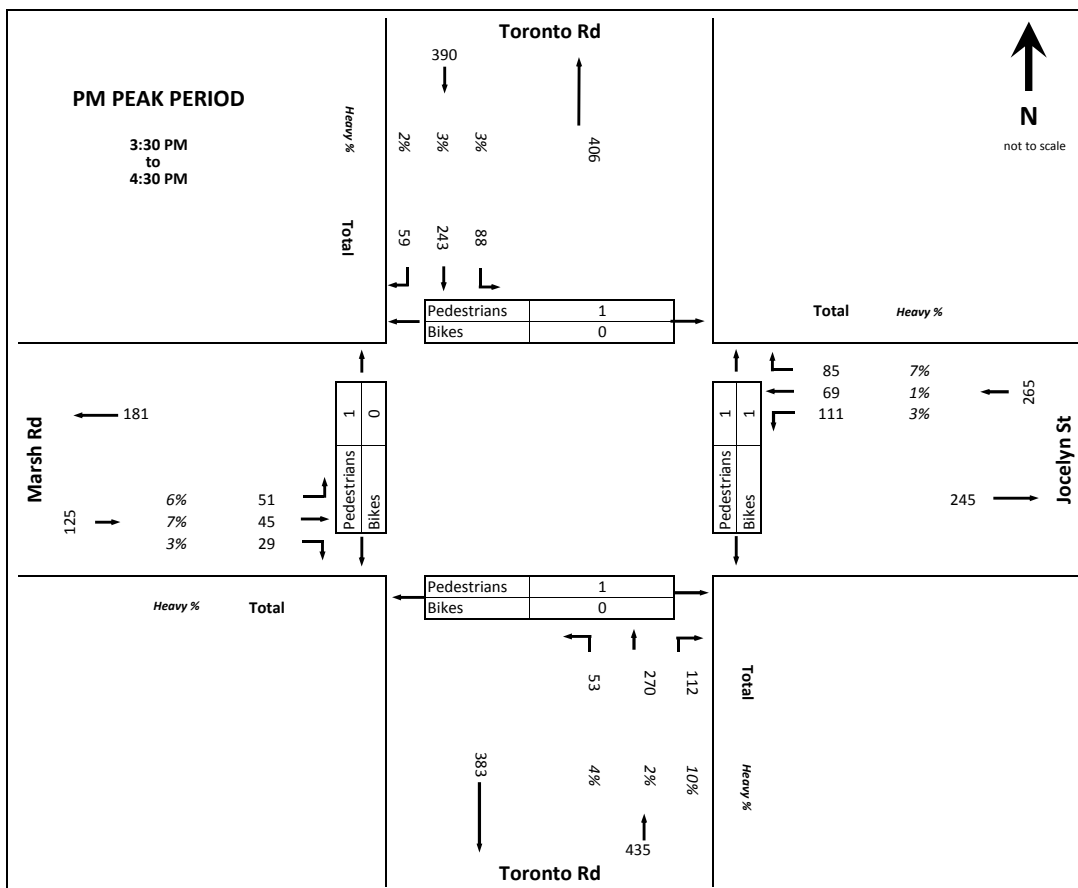 Toronto Rd
390
PM PEAK PERIOD
3:30 PM
to
4:30 PM
Heavy %
2%
3%
3%
406
N
not to scale
Total
59
243
88
Pedestrians 1
Bikes 0
Total Heavy %
85 7%
69 1%
111 3%
265
Jocelyn St
245
Marsh Rd
181
125
6% 51
7% 45
3% 29
Pedestrians 1
Bikes 0
Pedestrians 1
Bikes 1
Heavy % Total
Pedestrians 1
Bikes 0
53
270
112
Total
383
4%
2%
10%
Heavy %
435
Toronto Rd